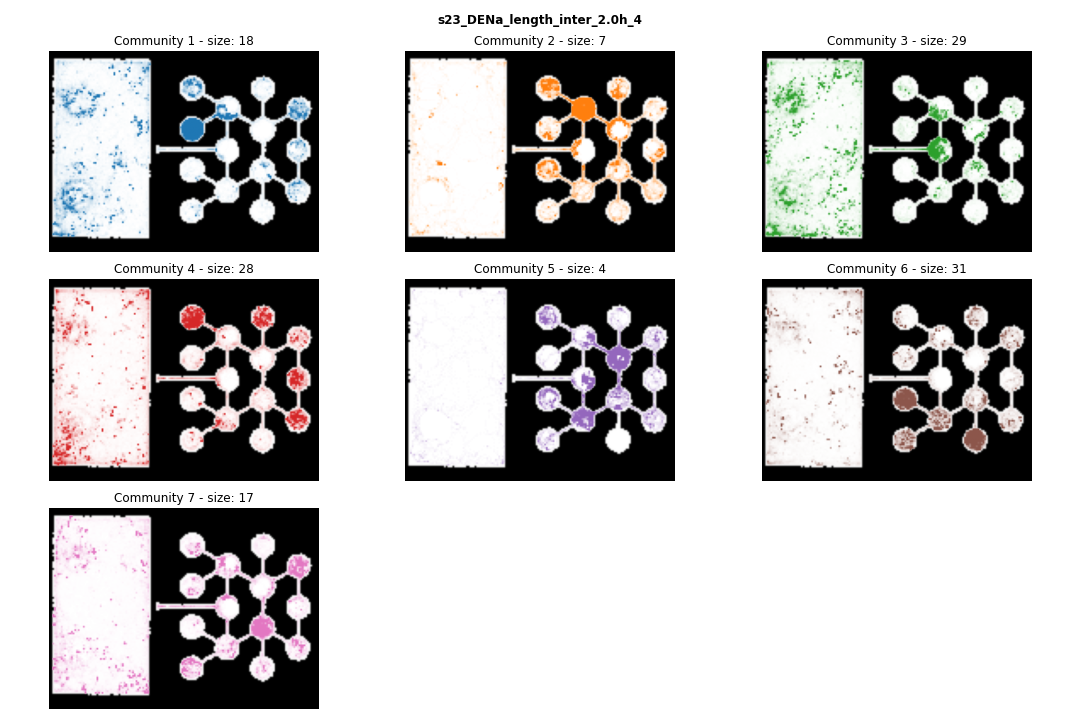 s23_DENa_length_inter_2.0h_4
Community 1 - size: 18
Community 2 - size: 7
Community 3 - size: 29
Community 4 - size: 28
Community 5 - size: 4
Community 6 - size: 31
Community 7 - size: 17